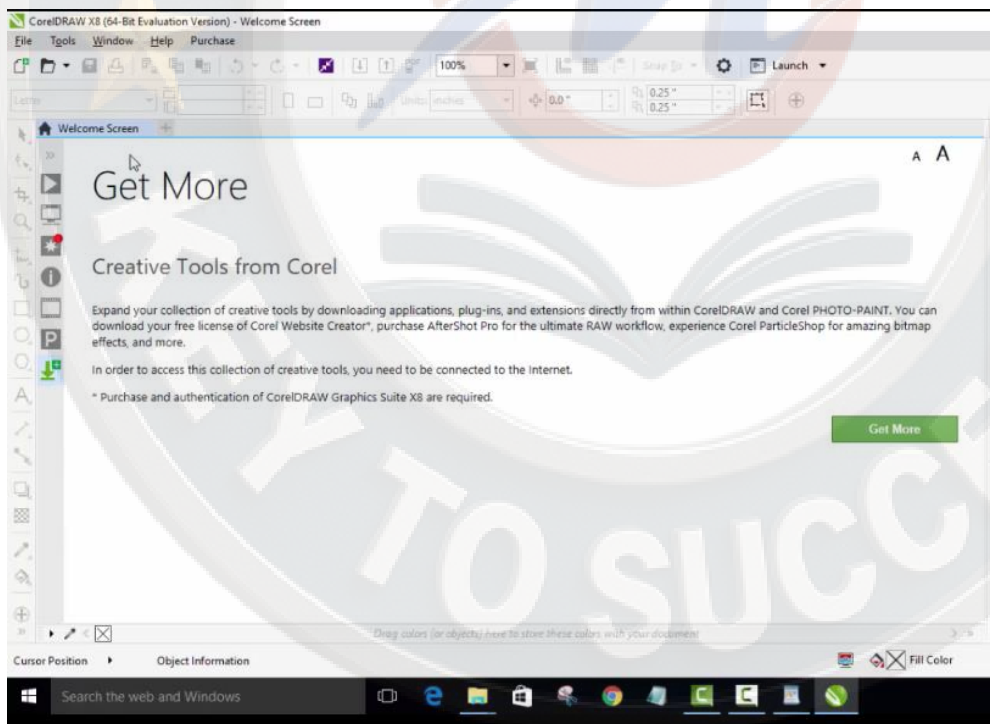 CorelDRAW X8 (64-Bit Evaluation Version) - Welcome Screen
File Tools Window Help Purchase
100% Snap To Launch
Letter Units: inches 0.0 " 0.25 "
0.25 "
Welcome Screen
A A
Get More
Creative Tools from Corel
Expand your collection of creative tools by downloading applications, plug-ins, and extensions directly from within CorelDRAW and Corel PHOTO-PAINT. You can
download your free license of Corel Website Creator*, purchase AfterShot Pro for the ultimate RAW workflow, experience Corel ParticleShop for amazing bitmap
effects, and more.
In order to access this collection of creative tools, you need to be connected to the Internet.
* Purchase and authentication of CorelDRAW Graphics Suite X8 are required.
Get More
KEY TO SUCCE
Drag colors (or objects) here to store these colors with your document
Cursor Position Object Information Fill Color
Search the web and Windows